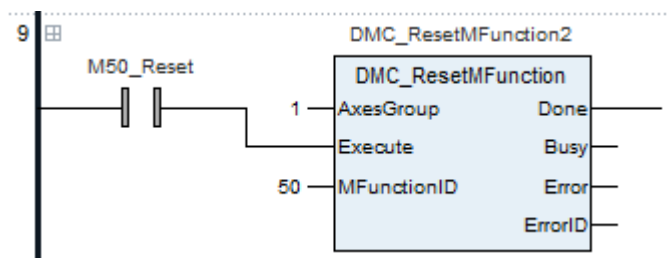 9 DMC_ResetMFunction2
M50_Reset
DMC_ResetMFunction
1 AxesGroup Done
Execute Busy
50 MFunctionID Error
ErrorID